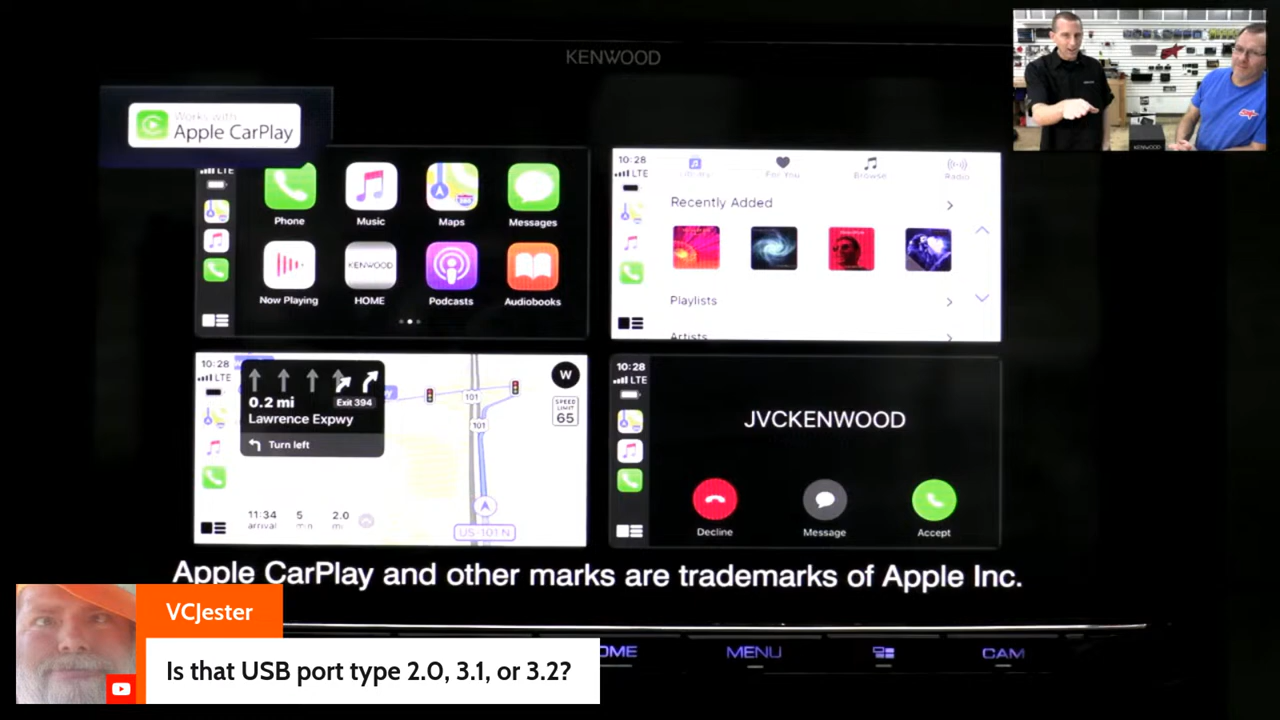 KENWOOD
Works with
Apple CarPlay
LTE
Phone
Music
Maps
Messages
KENWOOD
Now Playing
HOME
Podcasts
Audiobooks
10:28
LTE
Library
For You
Browse
Radio
Recently Added
Playlists
Artists
10:28
LTE
0.2 mi
Exit 394
Lawrence Expwy
Turn left
W
SPEED
LIMIT
65
101
101
11:34
5
2.0
arrival
min
mi
US-101 N
10:28
LTE
JVCKENWOOD
Decline
Message
Accept
Apple CarPlay and other marks are trademarks of Apple Inc.
VCJester
Is that USB port type 2.0, 3.1, or 3.2?
OME
MENU
CAM
KENWOOD